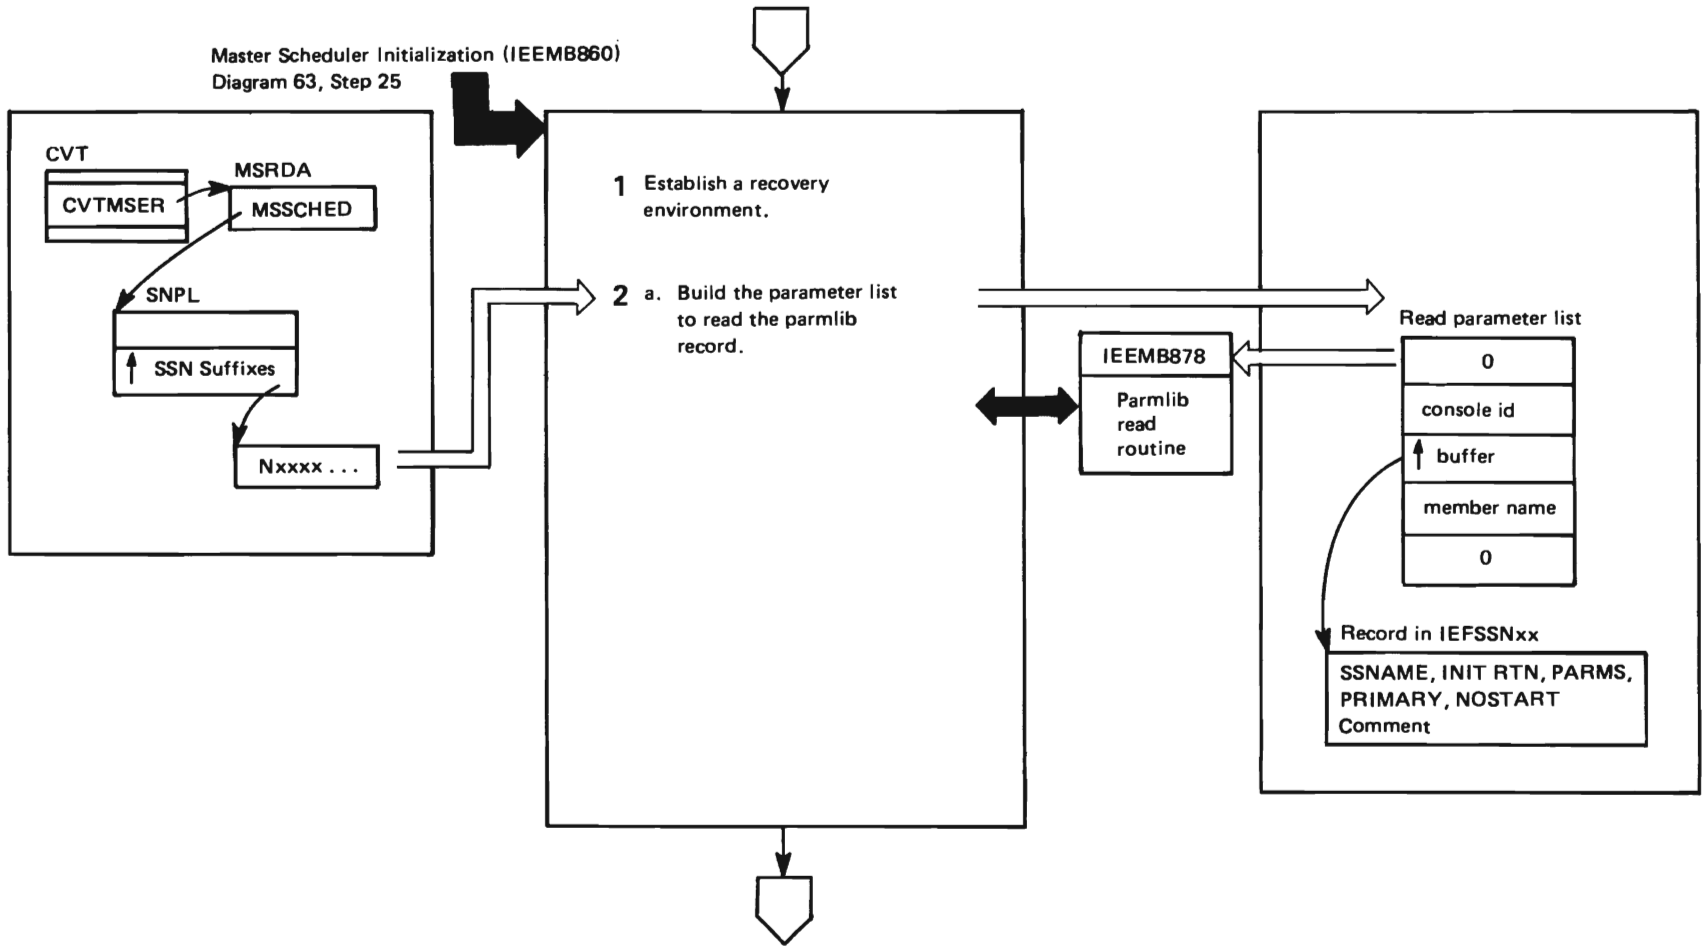 Master Scheduler Initialization (IEEMB860)
Diagram 63, Step 25
CVT
CVTMSER
MSRDA
MSSCHED
SNPL
SSN Suffixes
Nxxxx . . .
1 Establish a recovery
environment.
2 a. Build the parameter list
to read the parmlib
record.
IEEMB878
Parmlib
read
routine
Read parameter list
0
console id
buffer
member name
0
Record in IEFSSNxx
SSNAME, INIT RTN, PARMS,
PRIMARY, NOSTART
Comment